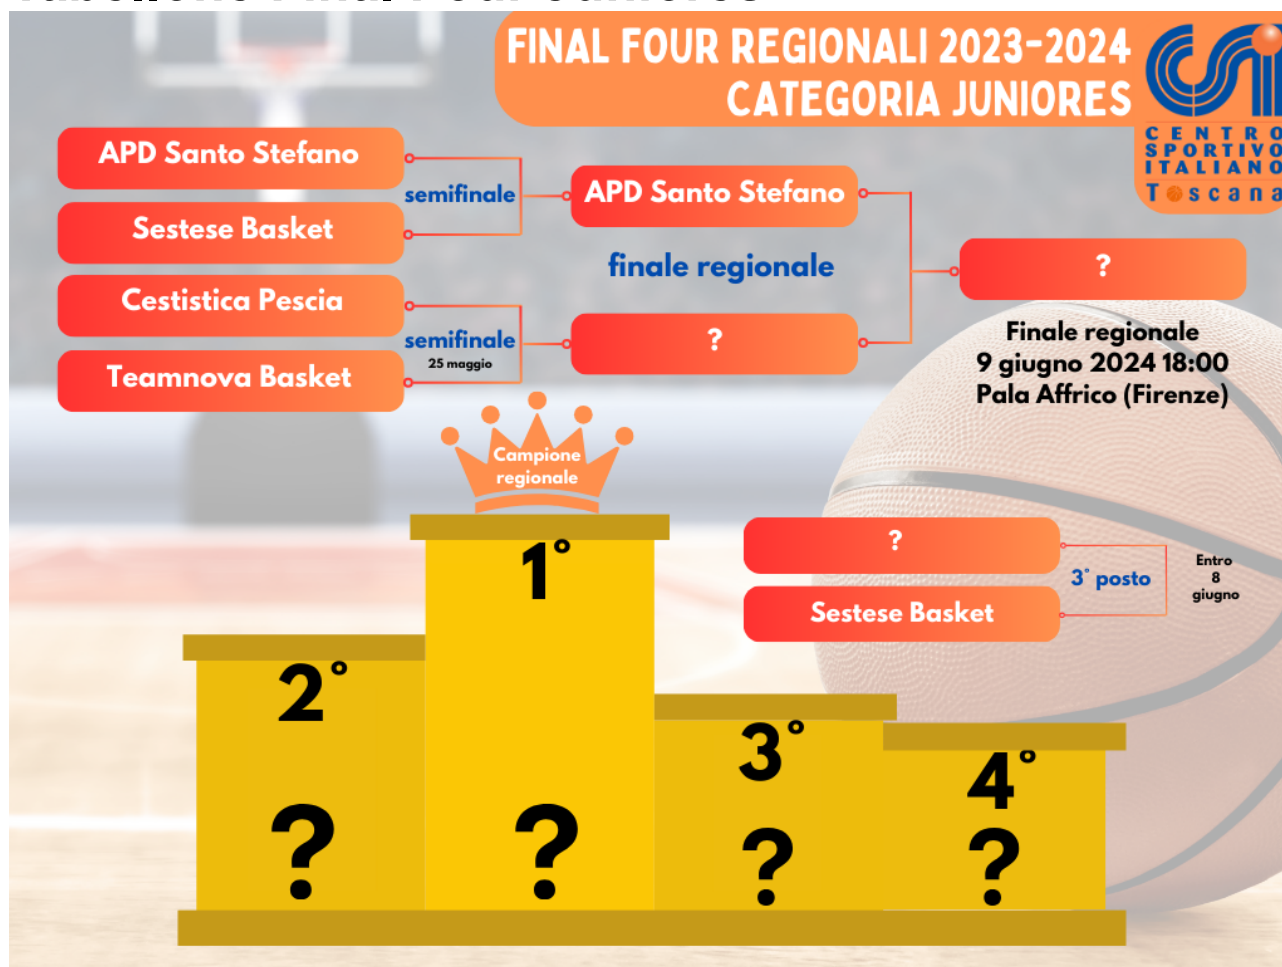 FINAL FOUR REGIONALI 2023-2024
CATEGORIA JUNIORES
CENTRO
SPORTIVO
ITALIANO
Toscana
APD Santo Stefano
semifinale
Sestese Basket
Cestistica Pescia
semifinale
25 maggio
Teamnova Basket
APD Santo Stefano
finale regionale
?
?
Finale regionale
9 giugno 2024 18:00
Pala Affrico (Firenze)
Campione
regionale
?
3° posto
Sestese Basket
Entro
8
giugno
1°
?
2°
?
3°
?
4°
?